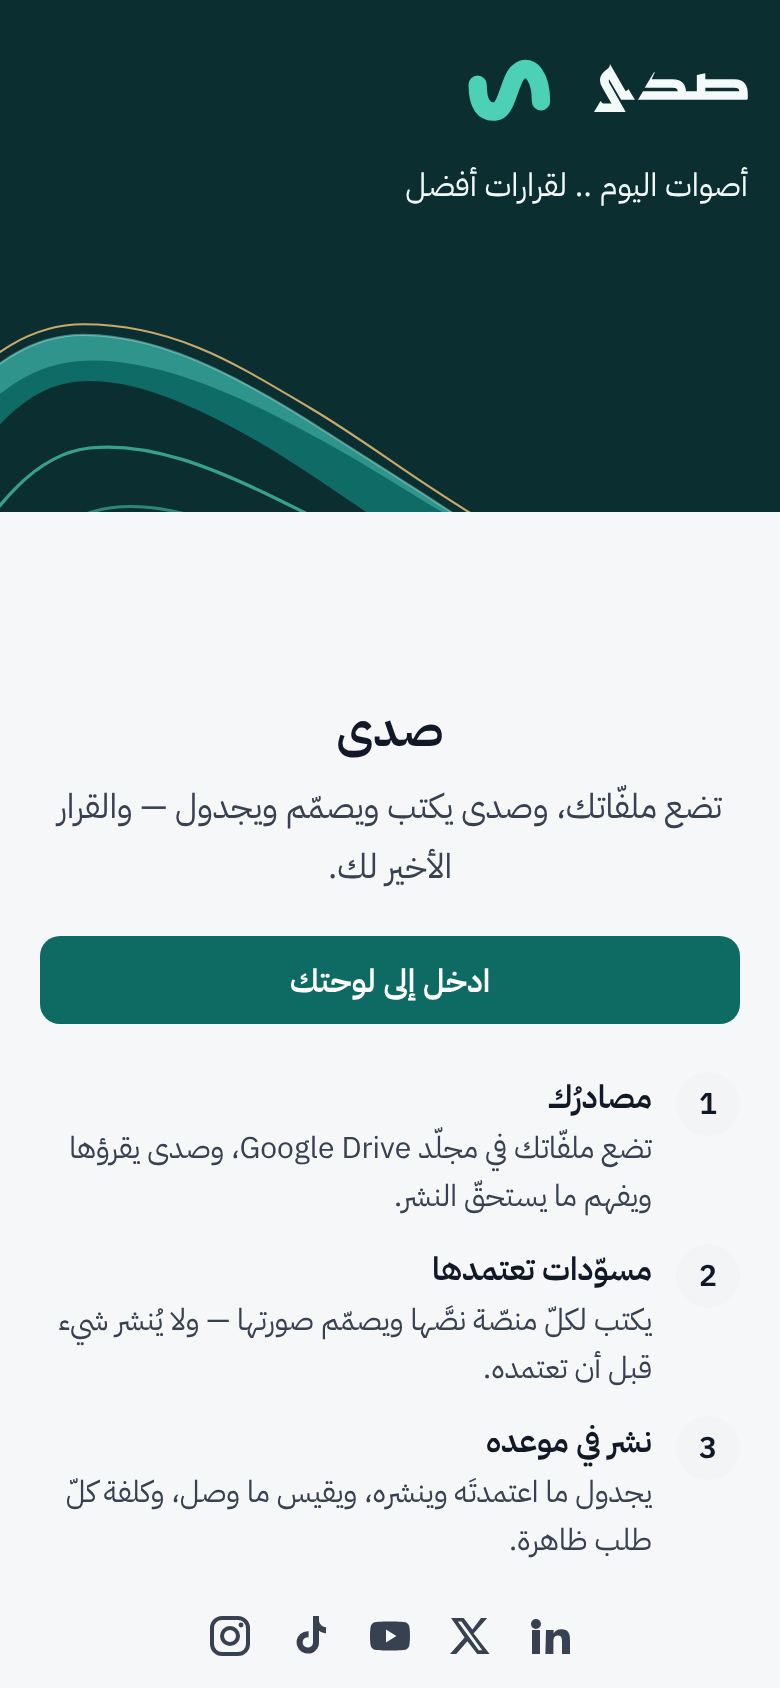 صدى
أصوات اليوم .. لقرارات أفضل
صدى
تضع ملفّاتك، وصدى يكتب ويصمّم ويجدول — والقرار
الأخير لك.
ادخل إلى لوحتك
1
مصادرُك
تضع ملفّاتك في مجلّد Google Drive، وصدى يقرؤها
ويفهم ما يستحقّ النشر.
2
مسوّدات تعتمدها
يكتب لكلّ منصّة نصَّها ويصمّم صورتها — ولا يُنشر شيء
قبل أن تعتمده.
3
نشر في موعده
يجدول ما اعتمدتَه وينشره، ويقيس ما وصل، وكلفة كلّ
طلب ظاهرة.